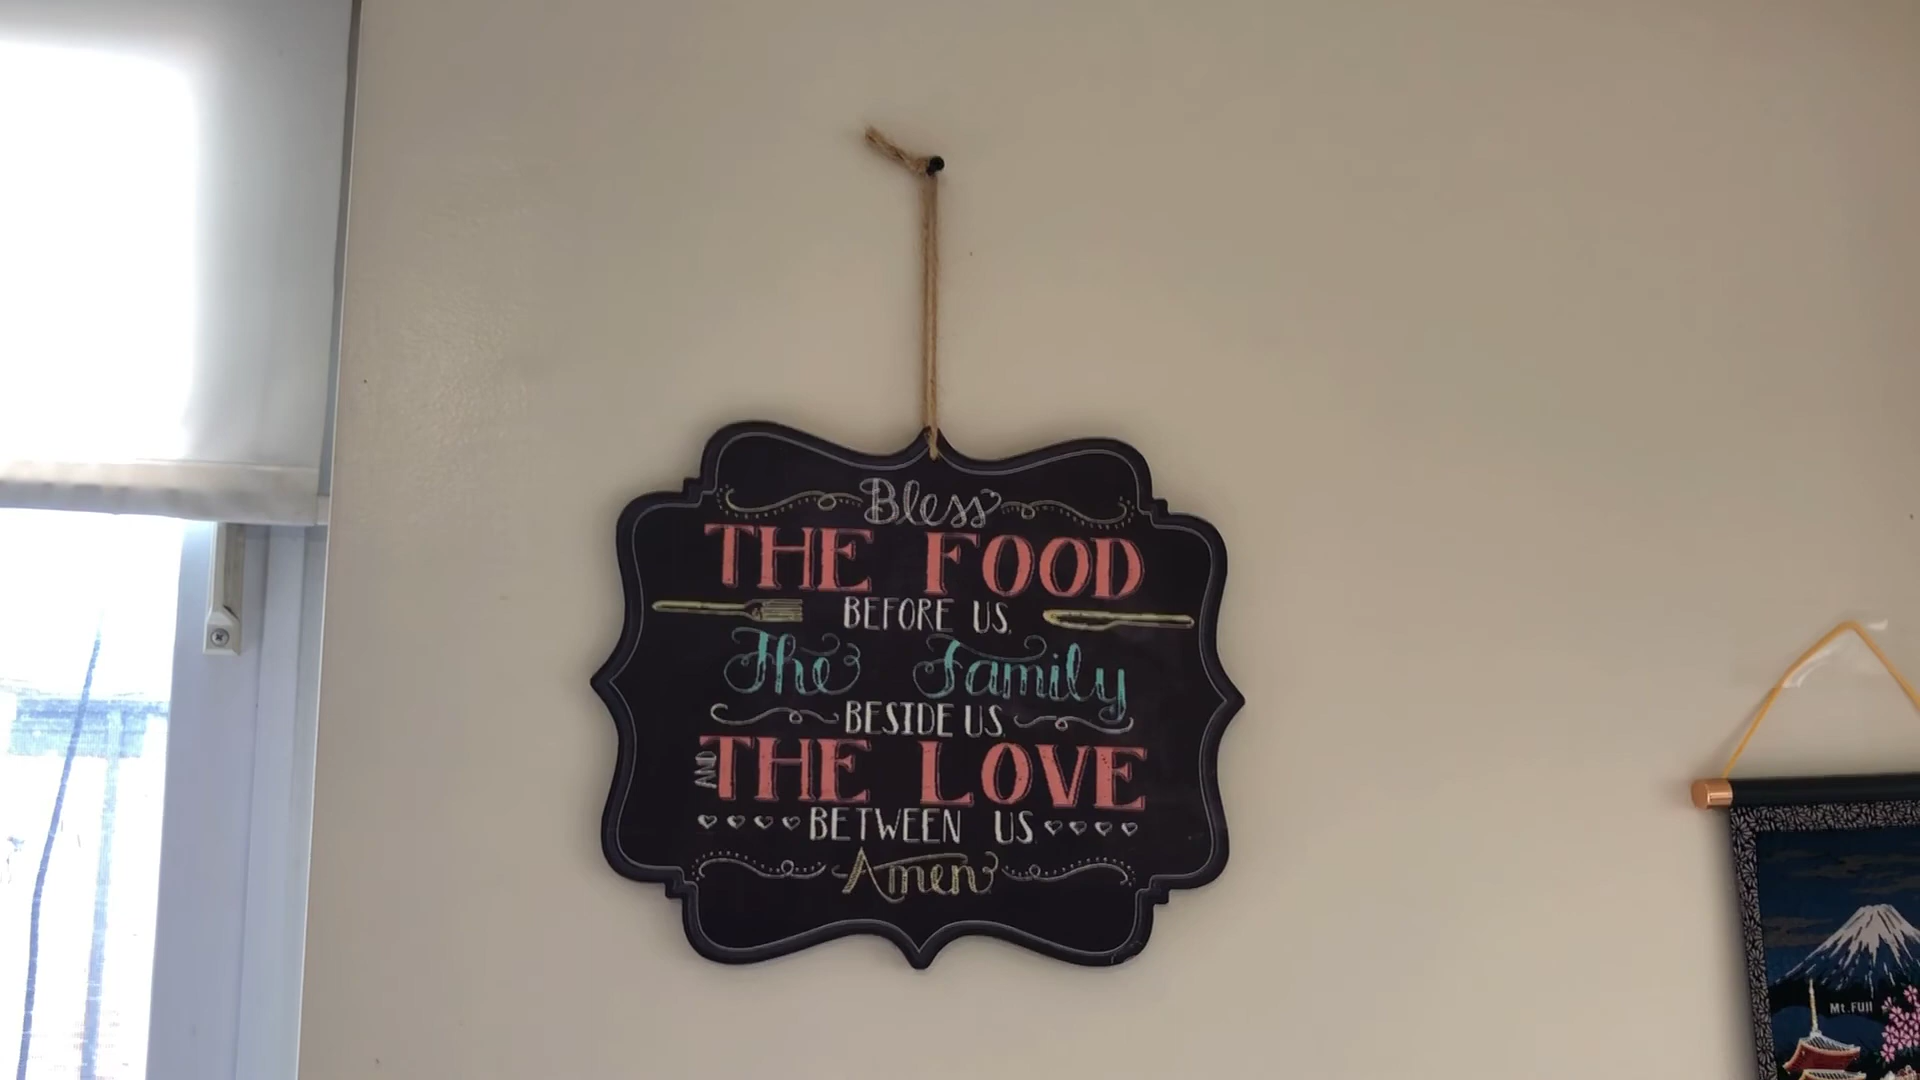 Bless
THE FOOD
BEFORE US,
The Family
BESIDE US,
AND THE LOVE
BETWEEN US
Amen
Mt.FUJI